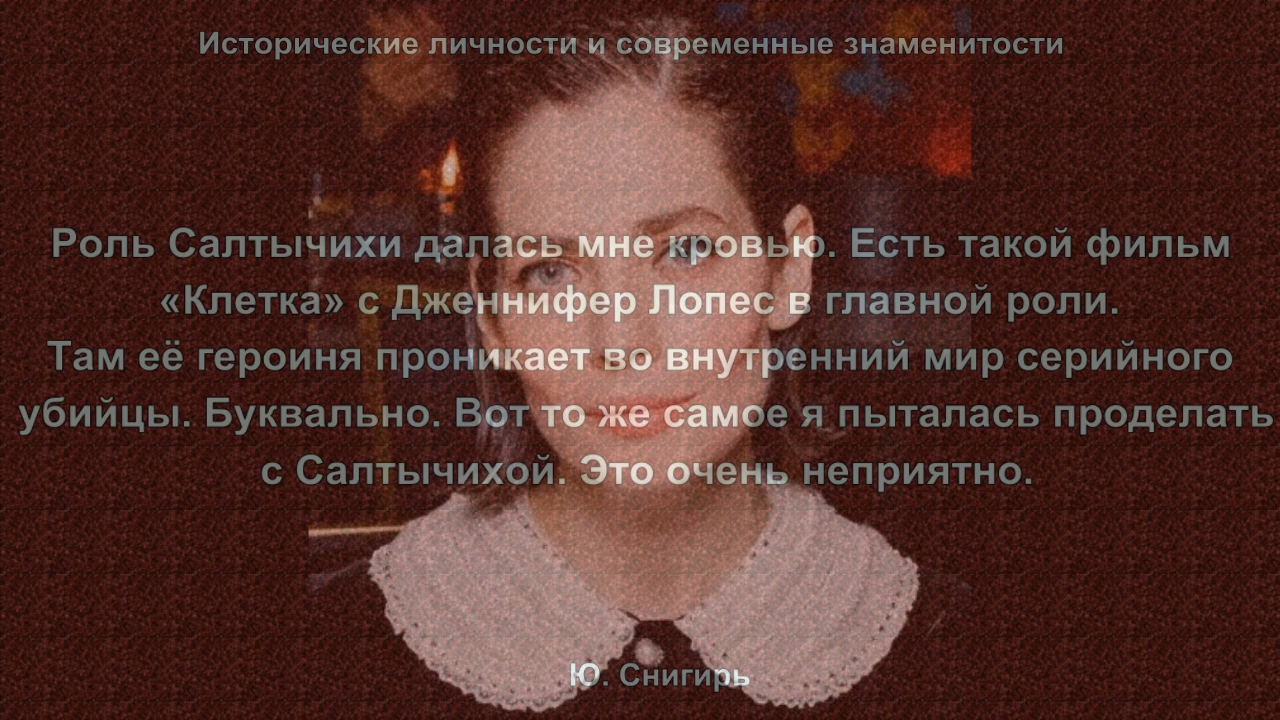 Исторические личности и современные знаменитости
Роль Салтычихи далась мне кровью. Есть такой фильм
«Клетка» с Дженнифер Лопес в главной роли.
Там её героиня проникает во внутренний мир серийного
убийцы. Буквально. Вот то же самое я пыталась проделать
с Салтычихой. Это очень неприятно.
Ю. Снигирь